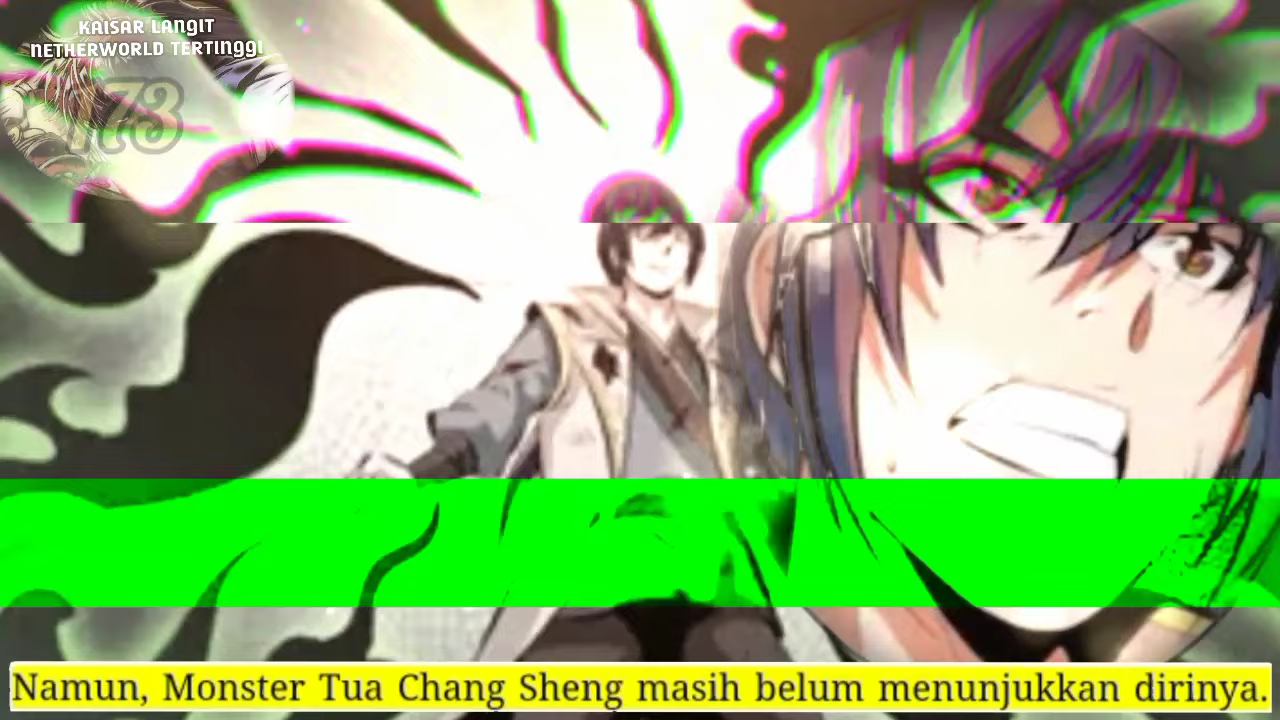 KAISAR LANGIT
NETHERWORLD TERTINGGI
Namun, Monster Tua Chang Sheng masih belum menunjukkan dirinya.